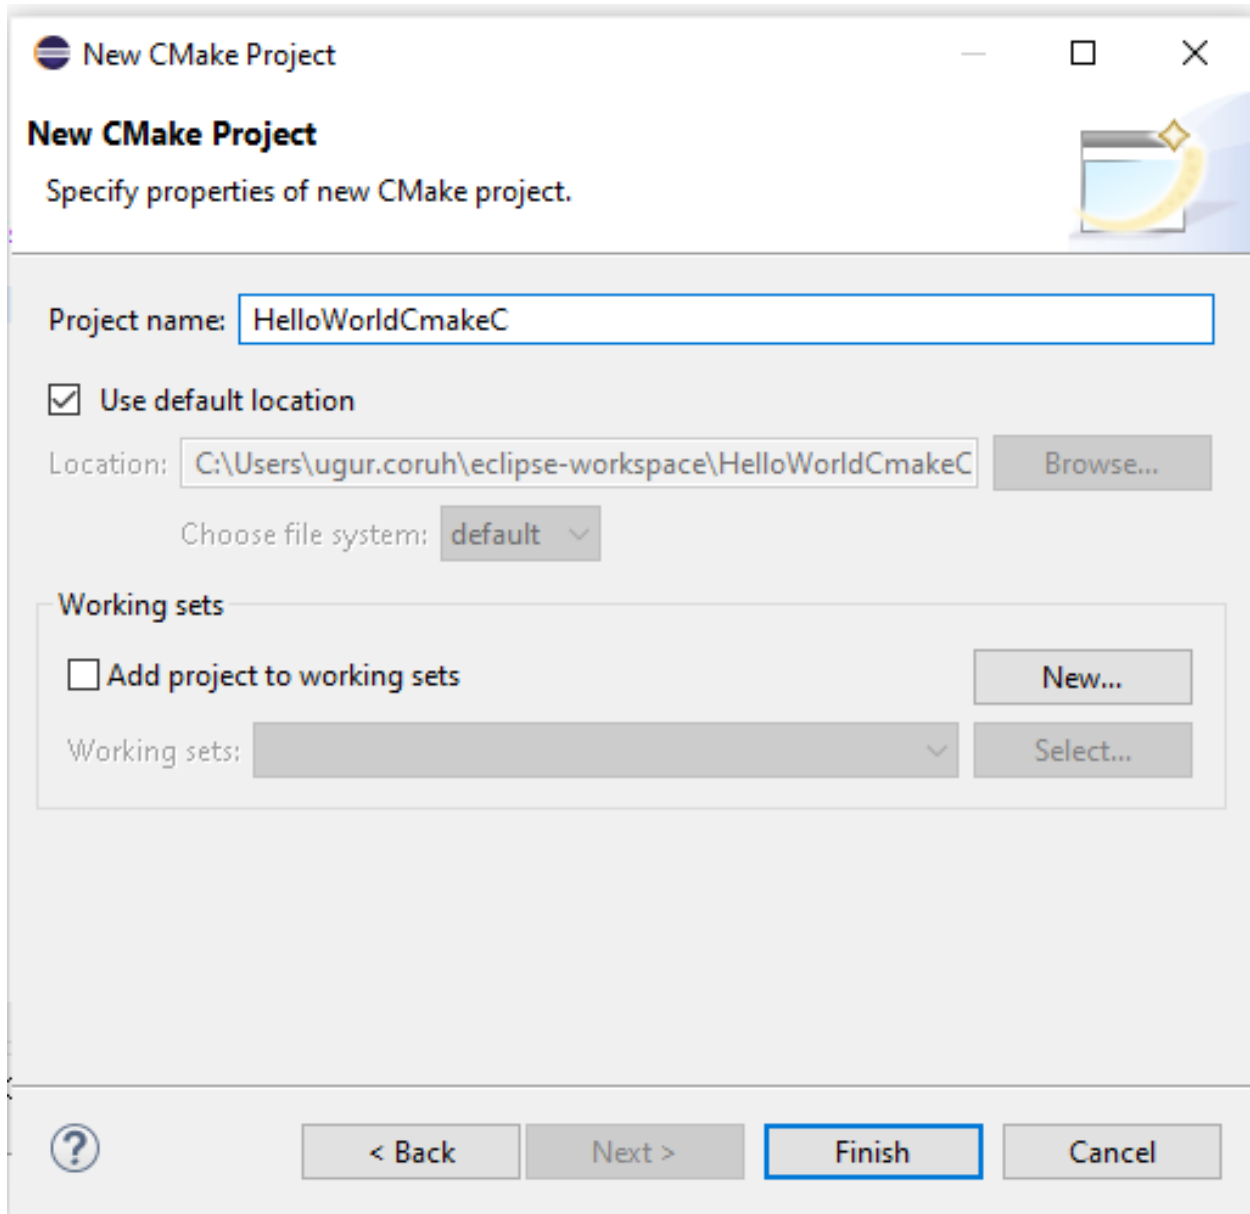 New CMake Project
New CMake Project
Specify properties of new CMake project.
Project name: HelloWorldCmakeC
Use default location
Location: C:\Users\ugur.coruh\eclipse-workspace\HelloWorldCmakeC Browse...
Choose file system: default
Working sets
Add project to working sets New...
Working sets: Select...
? < Back Next > Finish Cancel